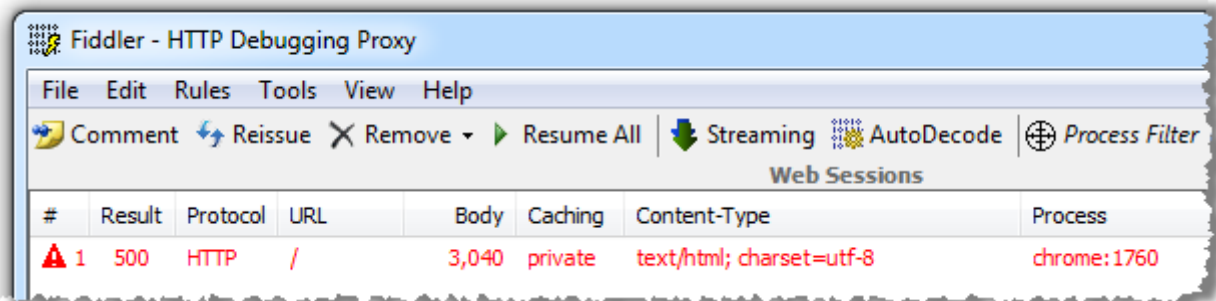 Fiddler - HTTP Debugging Proxy
File Edit Rules Tools View Help
Comment Reissue Remove Resume All Streaming AutoDecode Process Filter
Web Sessions
# Result Protocol URL Body Caching Content-Type Process
1 500 HTTP / 3,040 private text/html; charset=utf-8 chrome:1760